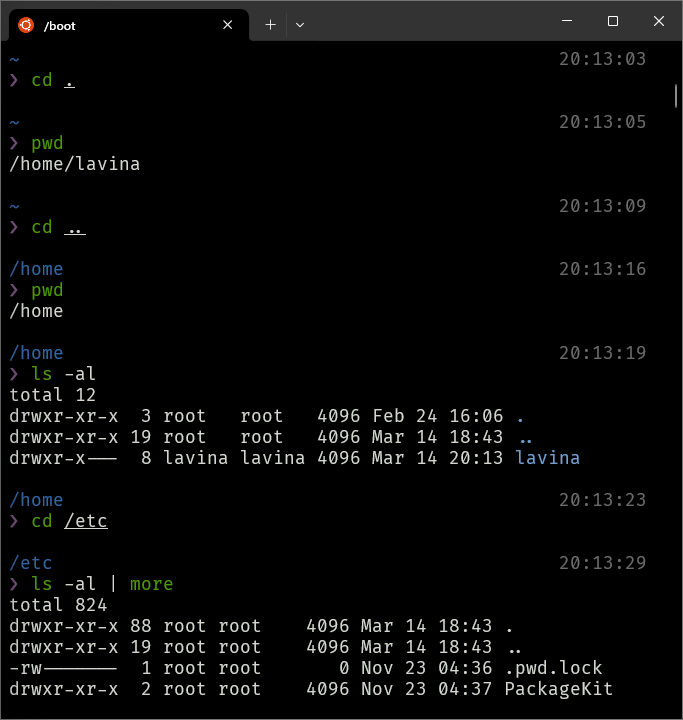 /boot
~ 20:13:03
❯ cd .
~ 20:13:05
❯ pwd
/home/lavina
~ 20:13:09
❯ cd ..
/home 20:13:16
❯ pwd
/home
/home 20:13:19
❯ ls -al
total 12
drwxr-xr-x  3 root   root   4096 Feb 24 16:06 .
drwxr-xr-x 19 root   root   4096 Mar 14 18:43 ..
drwxr-x---  8 lavina lavina 4096 Mar 14 20:13 lavina
/home 20:13:23
❯ cd /etc
/etc 20:13:29
❯ ls -al | more
total 824
drwxr-xr-x 88 root root    4096 Mar 14 18:43 .
drwxr-xr-x 19 root root    4096 Mar 14 18:43 ..
-rw-------  1 root root       0 Nov 23 04:36 .pwd.lock
drwxr-xr-x  2 root root    4096 Nov 23 04:37 PackageKit